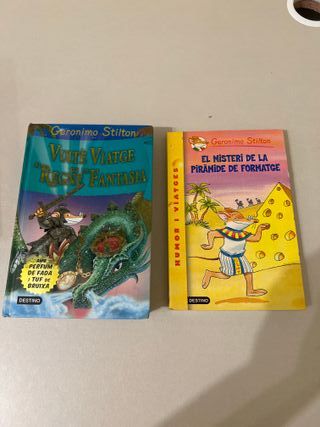 Geronimo Stilton
VUITÈ VIATGE
AL REGNE DE LA FANTASIA
AMB
PERFUM DE FADA
I TUF DE
BRUIXA
DESTINO
Geronimo Stilton
EL MISTERI DE LA
PIRÀMIDE DE FORMATGE
HUMOR I VIATGES
DESTINO